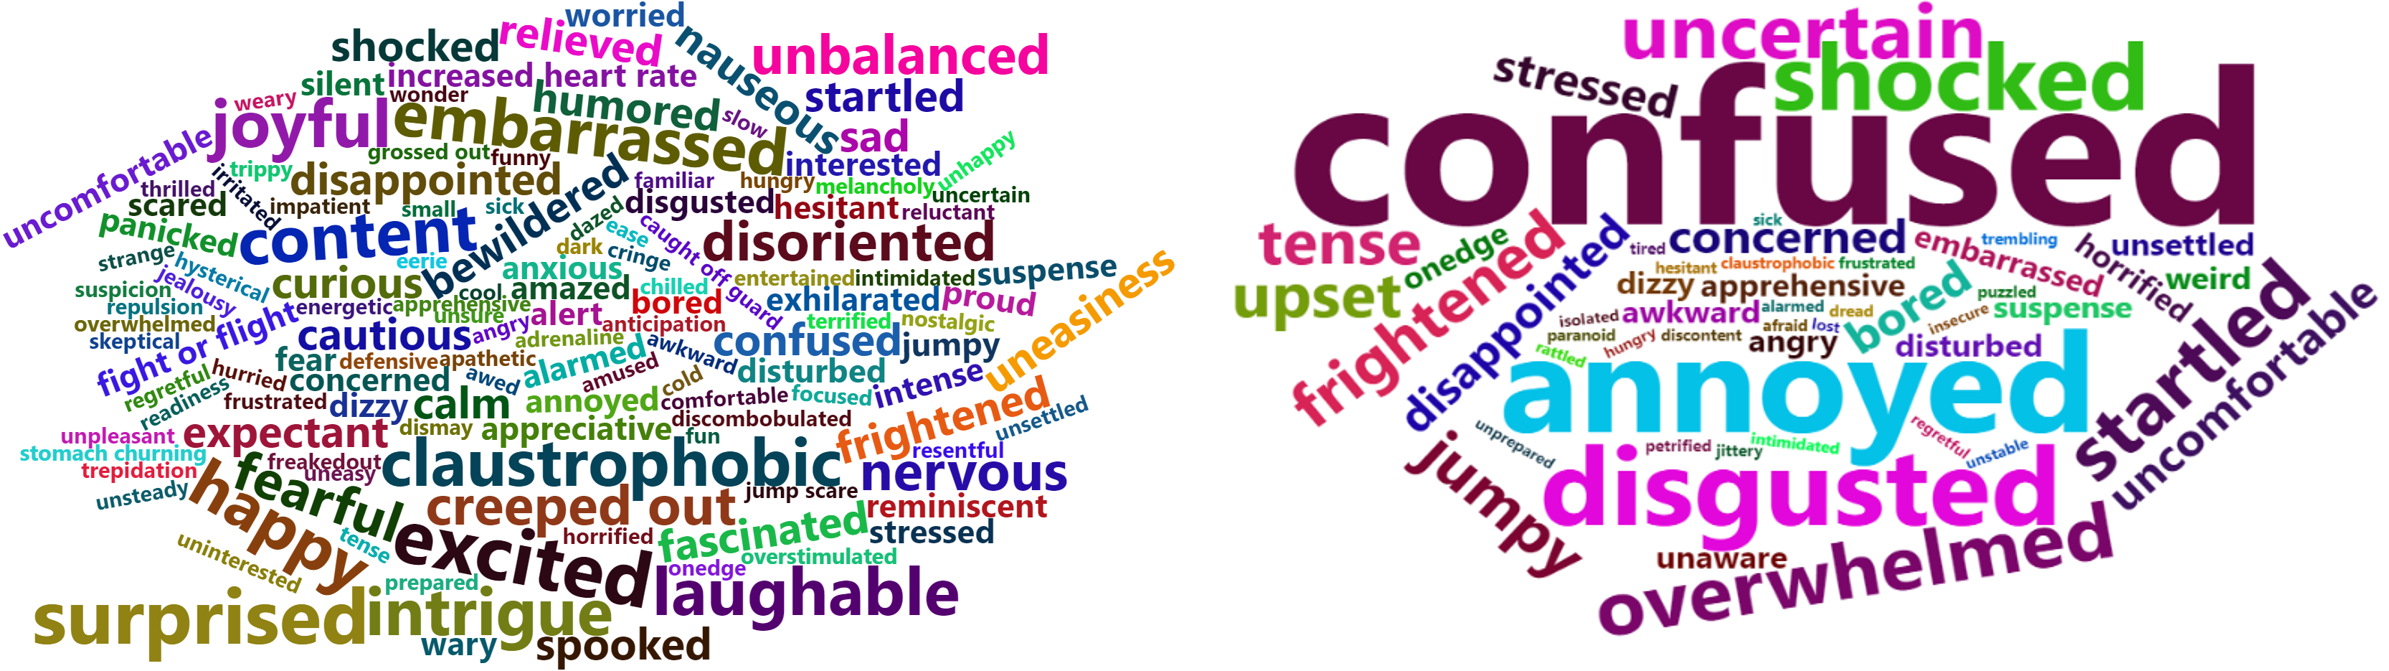 worried
relieved
shocked
nauseous
unbalanced
increased heart rate
silent
startled
weary
wonder
humored
slow
joyful
embarrassed
sad
uncomfortable
grossed out
funny
interested
unhappy
trippy
irritated
disappointed
bewildered
familiar
hungry
melancholy
thrilled
uncertain
scared
impatient
small
sick
dazed
disgusted
hesitant
reluctant
panicked
content
ease
caught off guard
disoriented
strange
hysterical
eerie
dark
cringe
jealousy
curious
anxious
chilled
entertained
intimidated
suspense
uneasiness
suspicion
cool
amazed
bored
exhilarated
proud
repulsion
energetic
apprehensive
unsure
alert
anticipation
terrified
nostalgic
overwhelmed
fight or flight
cautious
angry
adrenaline
awkward
confused
jumpy
skeptical
fear
defensive
apathetic
alarmed
amused
disturbed
regretful
hurried
concerned
awed
cold
intense
readiness
frustrated
dizzy
calm
annoyed
comfortable
focused
frightened
unsettled
unpleasant
expectant
dismay
appreciative
fun
discombobulated
stomach churning
freakedout
claustrophobic
resentful
trepidation
uneasy
nervous
unsteady
happy
fearful
creeped out
jump scare
reminiscent
tense
excited
horrified
fascinated
stressed
uninterested
prepared
onedge
overstimulated
surprised
intrigue
laughable
wary
spooked
uncertain
stressed
shocked
confused
tense
onedge
frightened
disappointed
sick
tired
concerned
embarrassed
trembling
horrified
unsettled
upset
hesitant
claustrophobic
frustrated
weird
dizzy
apprehensive
bored
puzzled
suspense
startled
uncomfortable
isolated
awkward
alarmed
dread
insecure
paranoid
hungry
discontent
afraid
lost
angry
disturbed
rattled
annoyed
jumpy
unprepared
petrified
jittery
intimidated
regretful
unstable
disgusted
unaware
overwhelmed